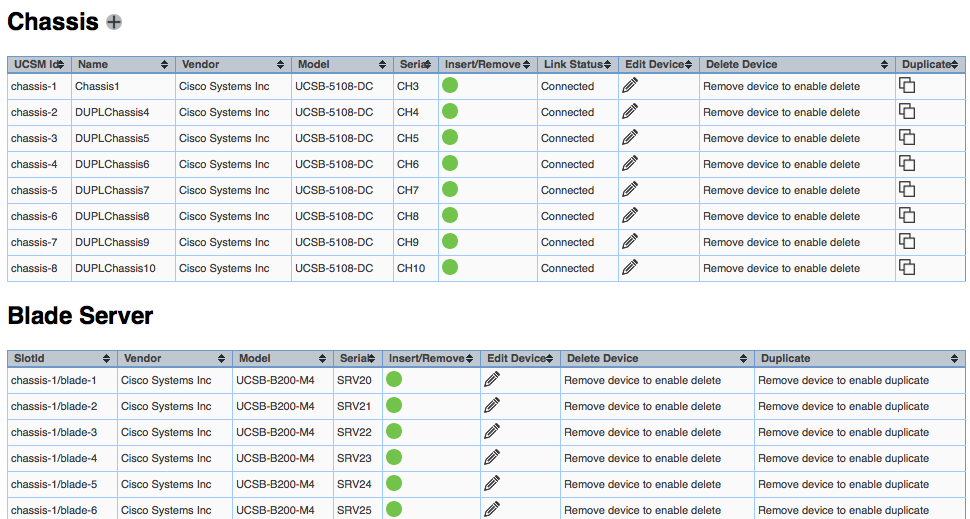 Chassis
UCSM Id Name Vendor Model Serial Insert/Remove Link Status Edit Device Delete Device Duplicate
chassis-1 Chassis1 Cisco Systems Inc UCSB-5108-DC CH3 Connected Remove device to enable delete
chassis-2 DUPLChassis4 Cisco Systems Inc UCSB-5108-DC CH4 Connected Remove device to enable delete
chassis-3 DUPLChassis5 Cisco Systems Inc UCSB-5108-DC CH5 Connected Remove device to enable delete
chassis-4 DUPLChassis6 Cisco Systems Inc UCSB-5108-DC CH6 Connected Remove device to enable delete
chassis-5 DUPLChassis7 Cisco Systems Inc UCSB-5108-DC CH7 Connected Remove device to enable delete
chassis-6 DUPLChassis8 Cisco Systems Inc UCSB-5108-DC CH8 Connected Remove device to enable delete
chassis-7 DUPLChassis9 Cisco Systems Inc UCSB-5108-DC CH9 Connected Remove device to enable delete
chassis-8 DUPLChassis10 Cisco Systems Inc UCSB-5108-DC CH10 Connected Remove device to enable delete
Blade Server
SlotId Vendor Model Serial Insert/Remove Edit Device Delete Device Duplicate
chassis-1/blade-1 Cisco Systems Inc UCSB-B200-M4 SRV20 Remove device to enable delete Remove device to enable duplicate
chassis-1/blade-2 Cisco Systems Inc UCSB-B200-M4 SRV21 Remove device to enable delete Remove device to enable duplicate
chassis-1/blade-3 Cisco Systems Inc UCSB-B200-M4 SRV22 Remove device to enable delete Remove device to enable duplicate
chassis-1/blade-4 Cisco Systems Inc UCSB-B200-M4 SRV23 Remove device to enable delete Remove device to enable duplicate
chassis-1/blade-5 Cisco Systems Inc UCSB-B200-M4 SRV24 Remove device to enable delete Remove device to enable duplicate
chassis-1/blade-6 Cisco Systems Inc UCSB-B200-M4 SRV25 Remove device to enable delete Remove device to enable duplicate